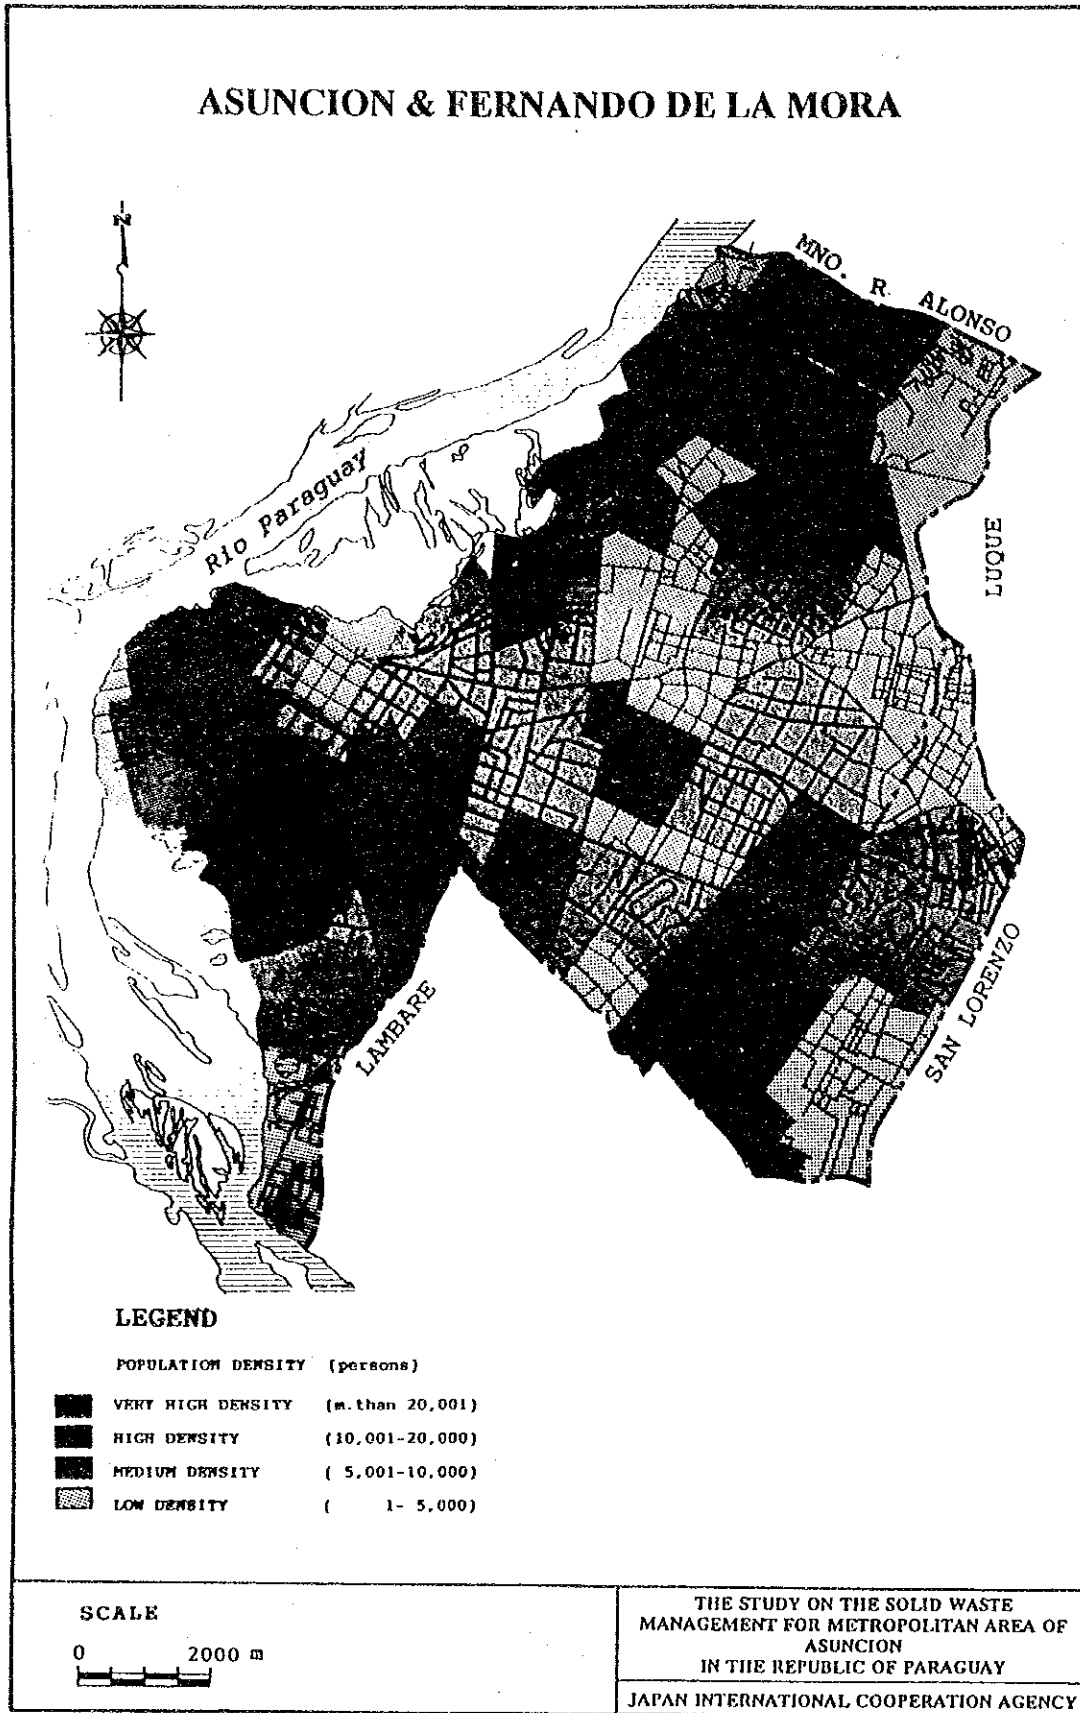 ASUNCION & FERNANDO DE LA MORA
N
MNO. R. ALONSO
Rio Paraguay
LUQUE
LAMBARE
SAN LORENZO
LEGEND
POPULATION DENSITY (persons)
VERY HIGH DENSITY (m.than 20,001)
HIGH DENSITY (10,001-20,000)
MEDIUM DENSITY ( 5,001-10,000)
LOW DENSITY ( 1- 5,000)
SCALE
0 2000 m
THE STUDY ON THE SOLID WASTE
MANAGEMENT FOR METROPOLITAN AREA OF
ASUNCION
IN THE REPUBLIC OF PARAGUAY
JAPAN INTERNATIONAL COOPERATION AGENCY